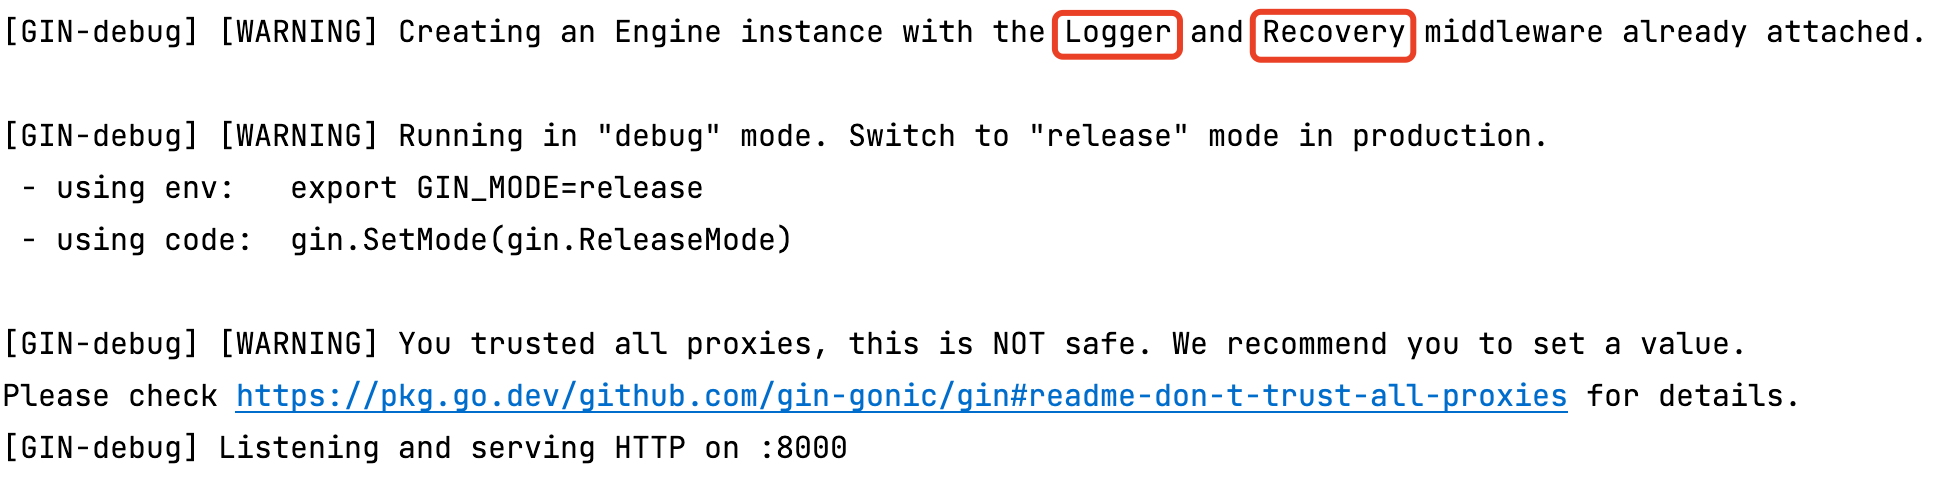 [GIN-debug] [WARNING] Creating an Engine instance with the Logger and Recovery middleware already attached.
[GIN-debug] [WARNING] Running in "debug" mode. Switch to "release" mode in production.
 - using env:   export GIN_MODE=release
 - using code:  gin.SetMode(gin.ReleaseMode)
[GIN-debug] [WARNING] You trusted all proxies, this is NOT safe. We recommend you to set a value.
Please check https://pkg.go.dev/github.com/gin-gonic/gin#readme-don-t-trust-all-proxies for details.
[GIN-debug] Listening and serving HTTP on :8000